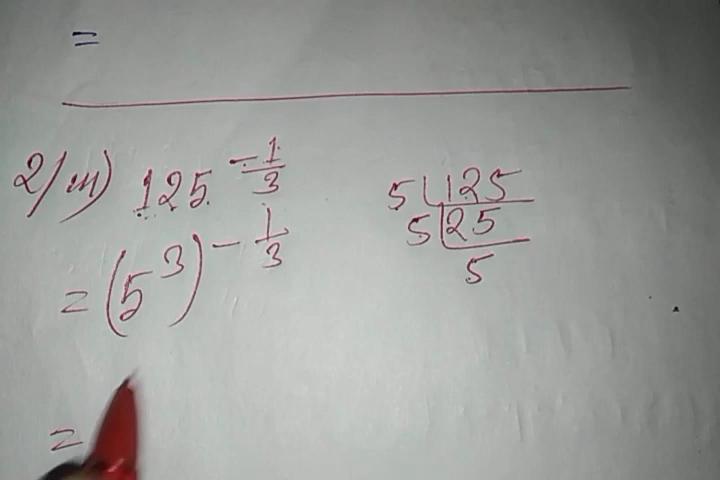 =
2/ iii) 125^{-1/3}
= (5^3)^{-1/3}
=
5 | 125
5 | 25
5